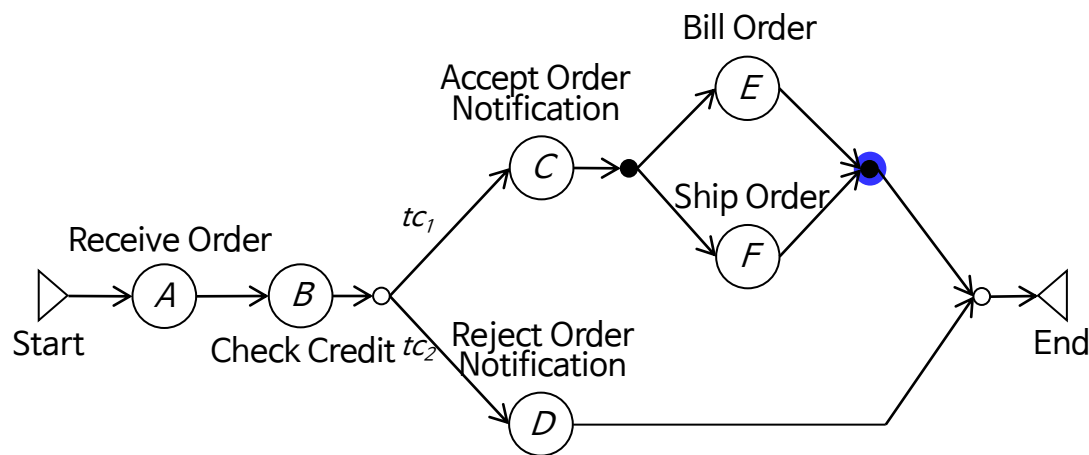 Bill Order
E
Accept Order
Notification
C
Ship Order
F
tc1
Receive Order
A
B
Start
Check Credit
tc2
Reject Order
Notification
D
End